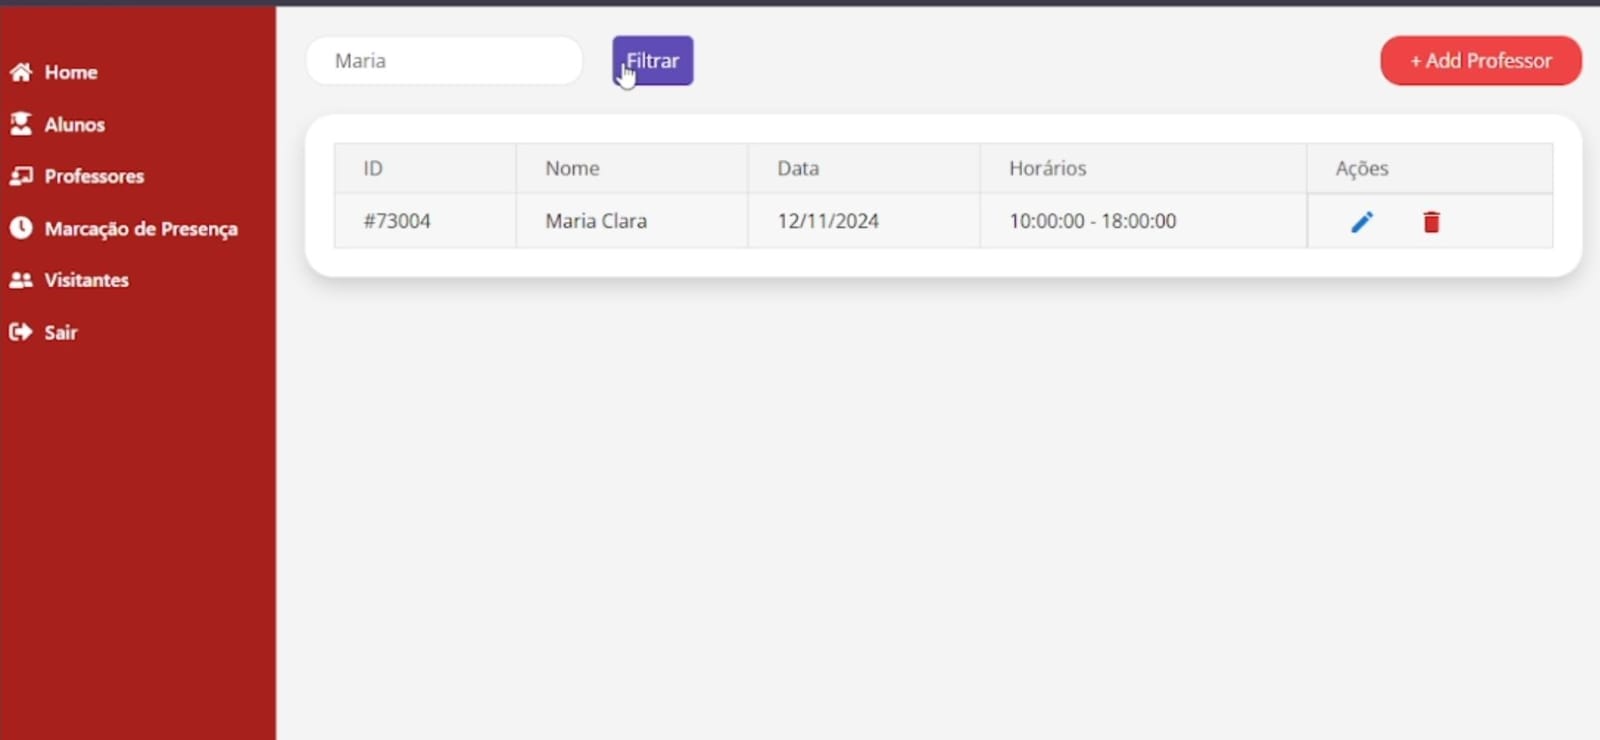 Home
Alunos
Professores
Marcação de Presença
Visitantes
Sair
Maria
Filtrar
+ Add Professor
ID Nome Data Horários Ações
#73004 Maria Clara 12/11/2024 10:00:00 - 18:00:00